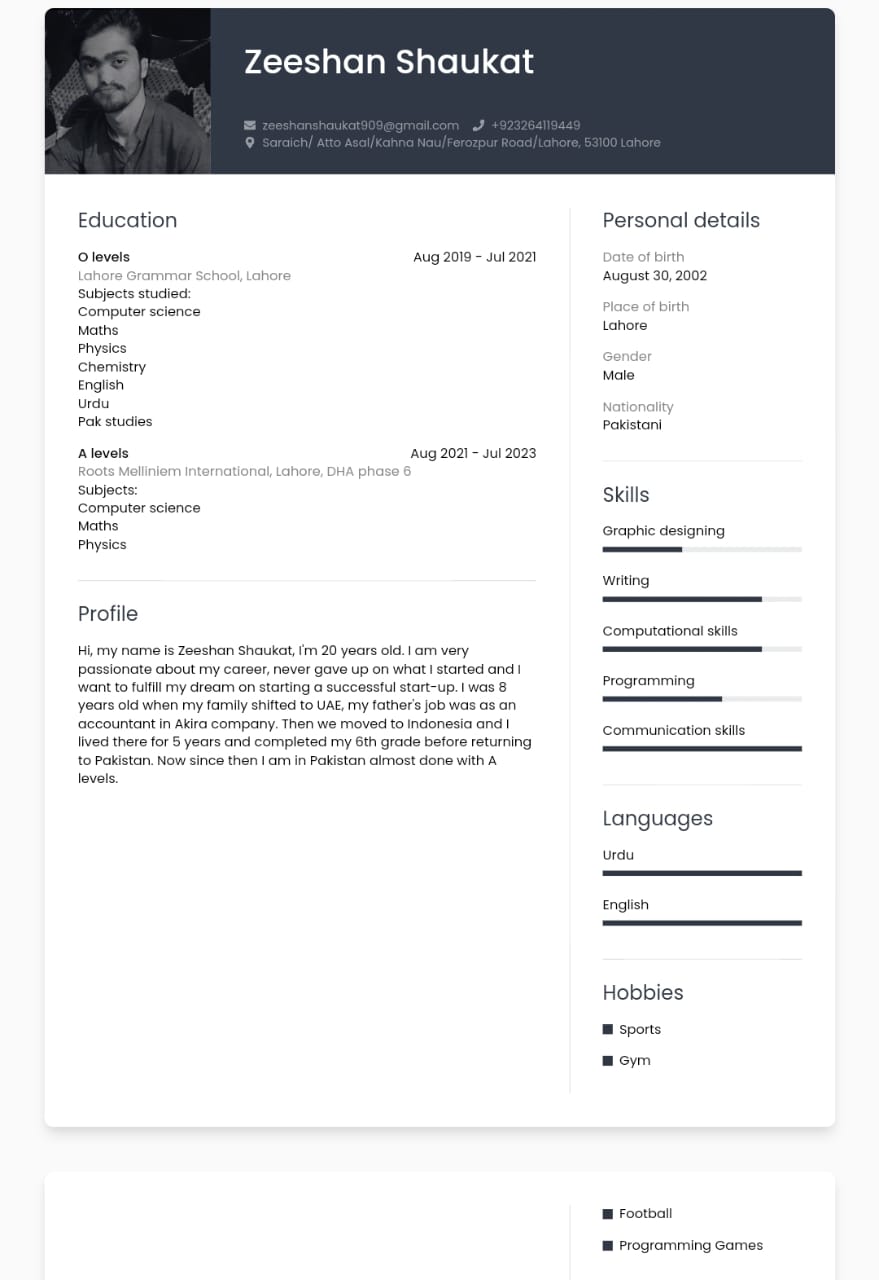 Zeeshan Shaukat
zeeshanshaukat909@gmail.com +923264119449
Saraich/ Atto Asal/Kahna Nau/Ferozpur Road/Lahore, 53100 Lahore
Education
O levels Aug 2019 - Jul 2021
Lahore Grammar School, Lahore
Subjects studied:
Computer science
Maths
Physics
Chemistry
English
Urdu
Pak studies
A levels Aug 2021 - Jul 2023
Roots Melliniem International, Lahore, DHA phase 6
Subjects:
Computer science
Maths
Physics
Profile
Hi, my name is Zeeshan Shaukat, I'm 20 years old. I am very
passionate about my career, never gave up on what I started and I
want to fulfill my dream on starting a successful start-up. I was 8
years old when my family shifted to UAE, my father's job was as an
accountant in Akira company. Then we moved to Indonesia and I
lived there for 5 years and completed my 6th grade before returning
to Pakistan. Now since then I am in Pakistan almost done with A
levels.
Personal details
Date of birth
August 30, 2002
Place of birth
Lahore
Gender
Male
Nationality
Pakistani
Skills
Graphic designing
Writing
Computational skills
Programming
Communication skills
Languages
Urdu
English
Hobbies
Sports
Gym
Football
Programming Games